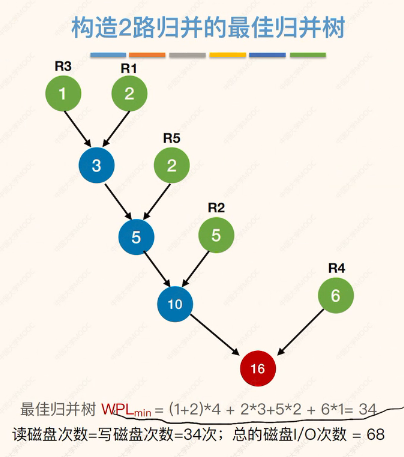 构造2路归并的最佳归并树
R3 R1
1 2
R5
3 2
R2
5 5
R4
10 6
16
最佳归并树 WPLmin = (1+2)*4 + 2*3+5*2 + 6*1= 34
读磁盘次数=写磁盘次数=34次；总的磁盘I/O次数 = 68